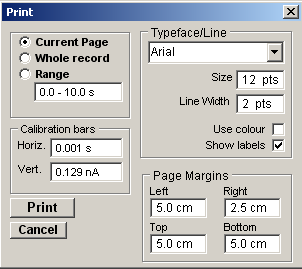 Print
Current Page
Whole record
Range
0.0 - 10.0 s
Calibration bars
Horiz. 0.001 s
Vert. 0.129 nA
Print
Cancel
Typeface/Line
Arial
Size 12 pts
Line Width 2 pts
Use colour
Show labels
Page Margins
Left Right
5.0 cm 2.5 cm
Top Bottom
5.0 cm 5.0 cm